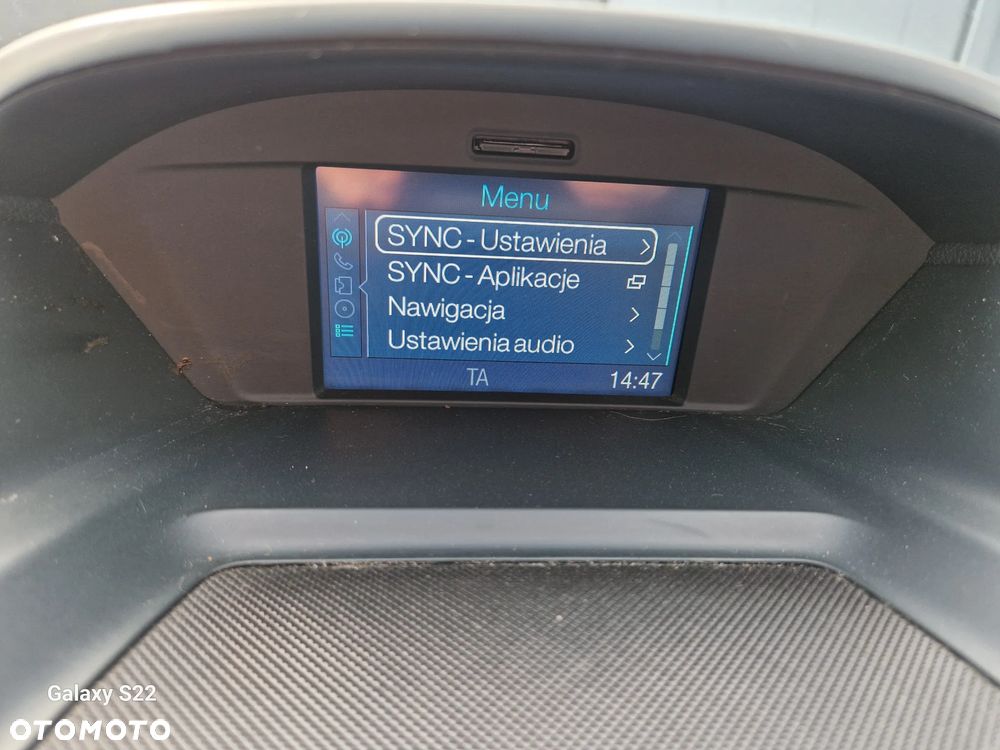 Menu
SYNC - Ustawienia
SYNC - Aplikacje
Nawigacja
Ustawienia audio
TA
14:47
Galaxy S22
OTOMOTO